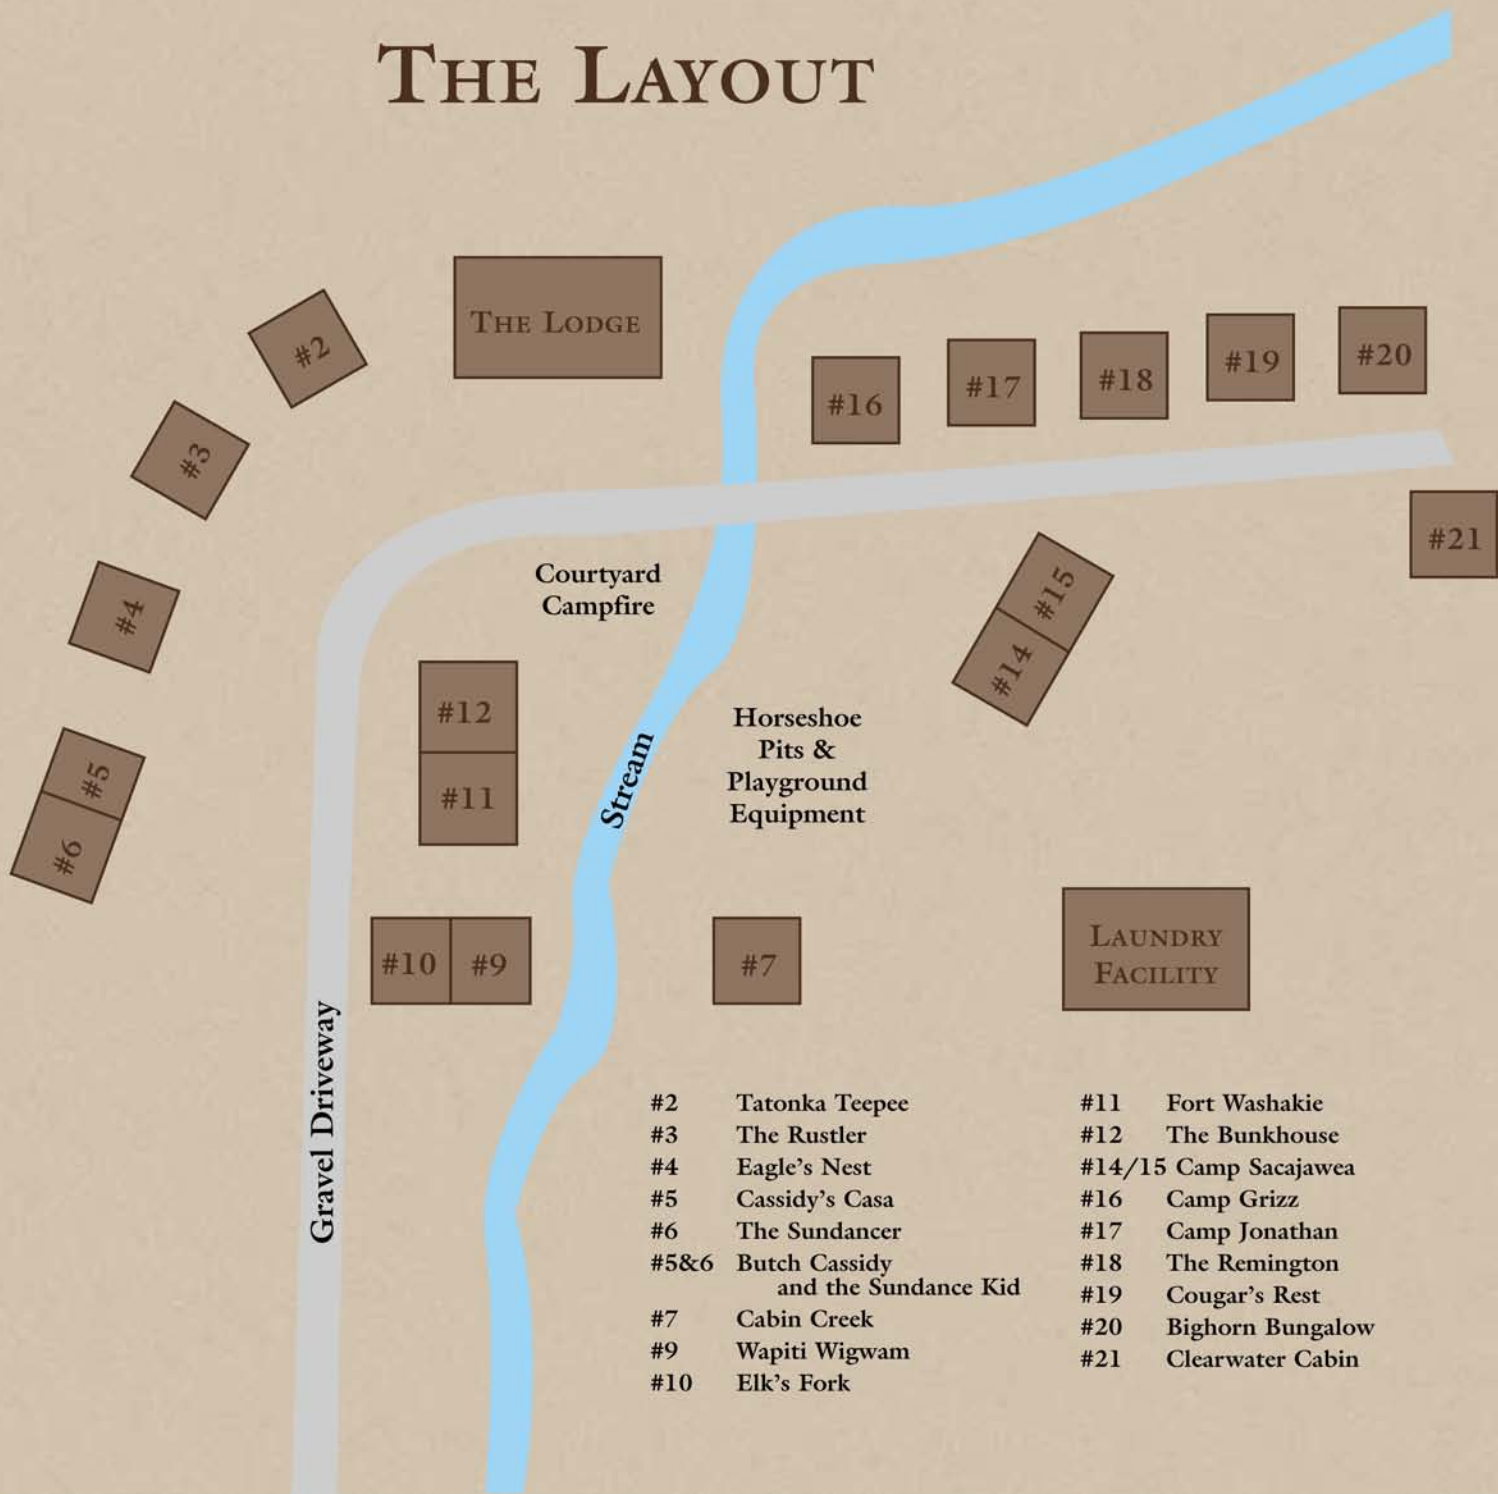 THE LAYOUT
THE LODGE
#2
#3
#4
#5
#6
#16
#17
#18
#19
#20
#21
Courtyard
Campfire
#15
#14
#12
#11
Stream
Horseshoe
Pits &
Playground
Equipment
#10
#9
#7
LAUNDRY
FACILITY
Gravel Driveway
#2 Tatonka Teepee
#3 The Rustler
#4 Eagle's Nest
#5 Cassidy's Casa
#6 The Sundancer
#5&6 Butch Cassidy
and the Sundance Kid
#7 Cabin Creek
#9 Wapiti Wigwam
#10 Elk's Fork
#11 Fort Washakie
#12 The Bunkhouse
#14/15 Camp Sacajawea
#16 Camp Grizz
#17 Camp Jonathan
#18 The Remington
#19 Cougar's Rest
#20 Bighorn Bungalow
#21 Clearwater Cabin